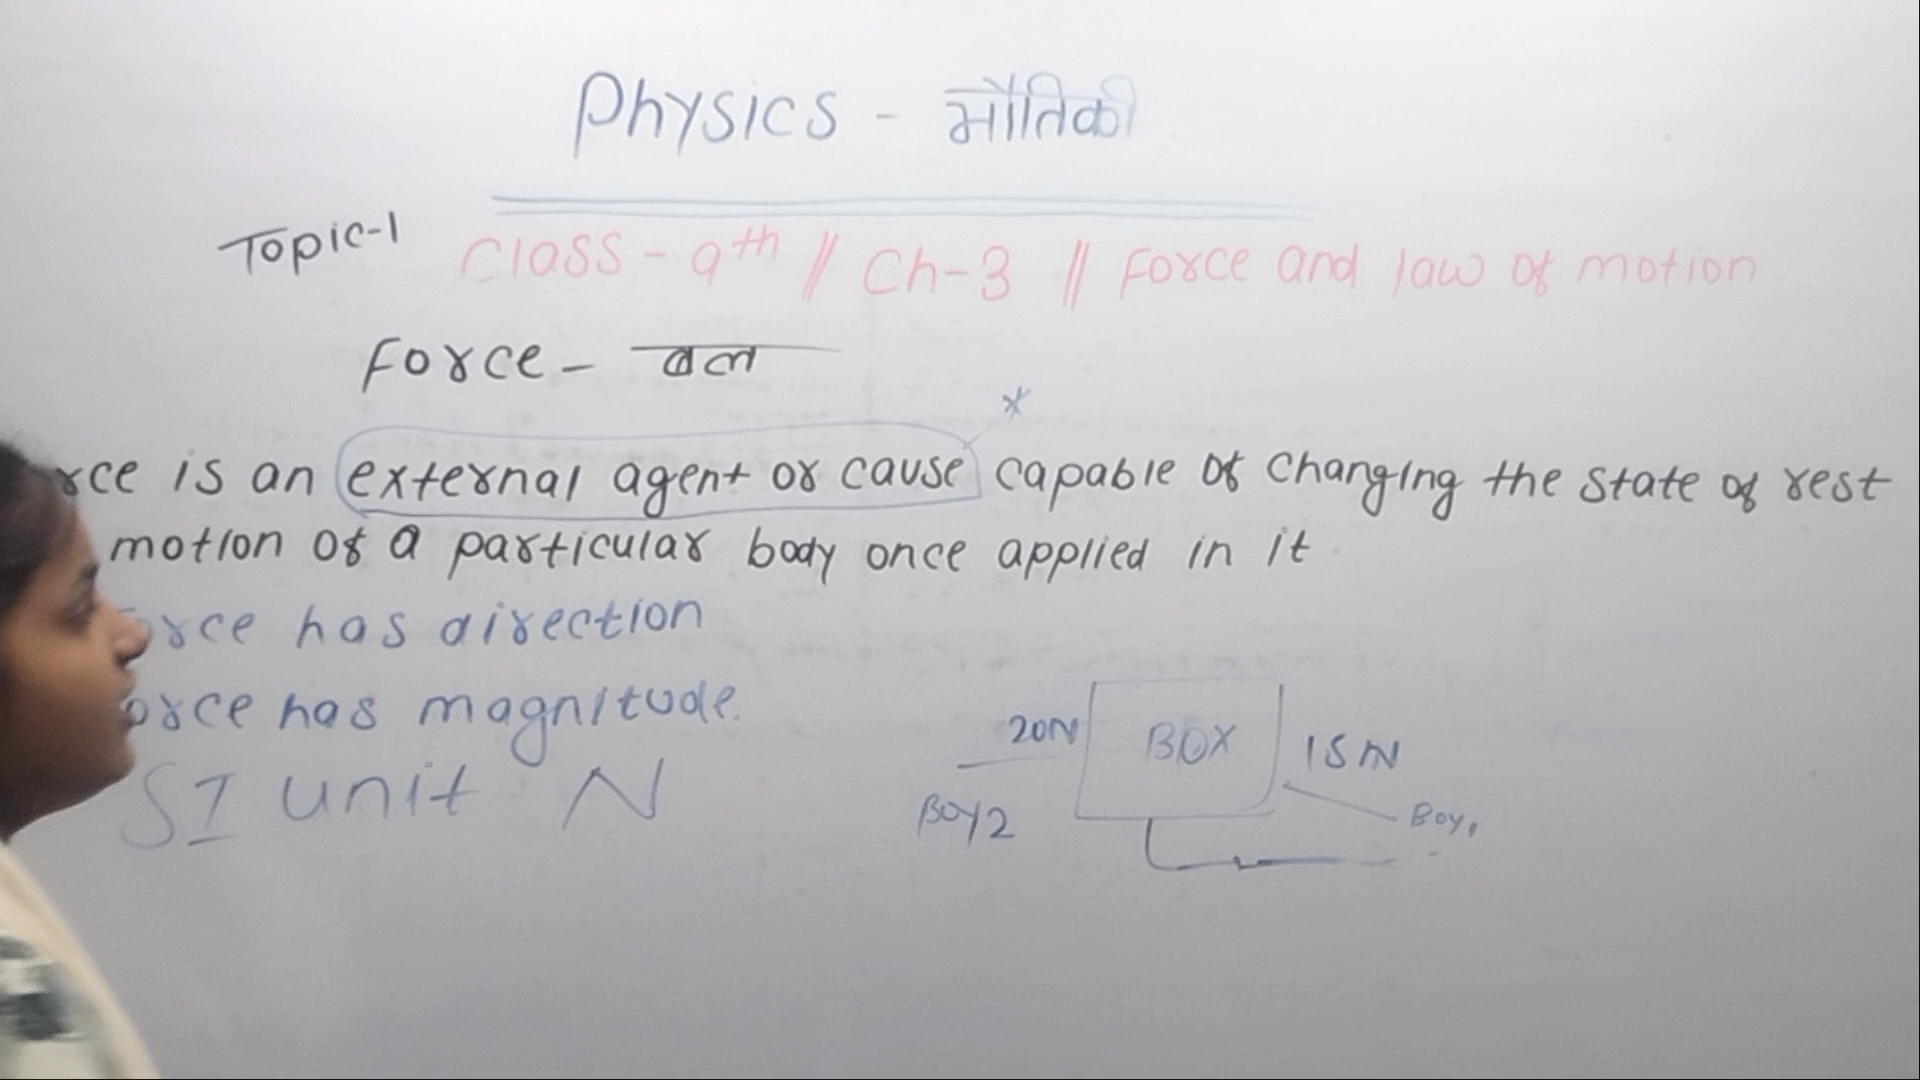 Physics - भौतिकी
Topic-1 Class - 9th // Ch-3 // Force and law of motion
Force - बल
*
rce is an external agent or cause capable of changing the state of rest
motion of a particular body once applied in it
orce has direction
orce has magnitude.
SI unit N
20N BOX 15N
Boy2 Boy1